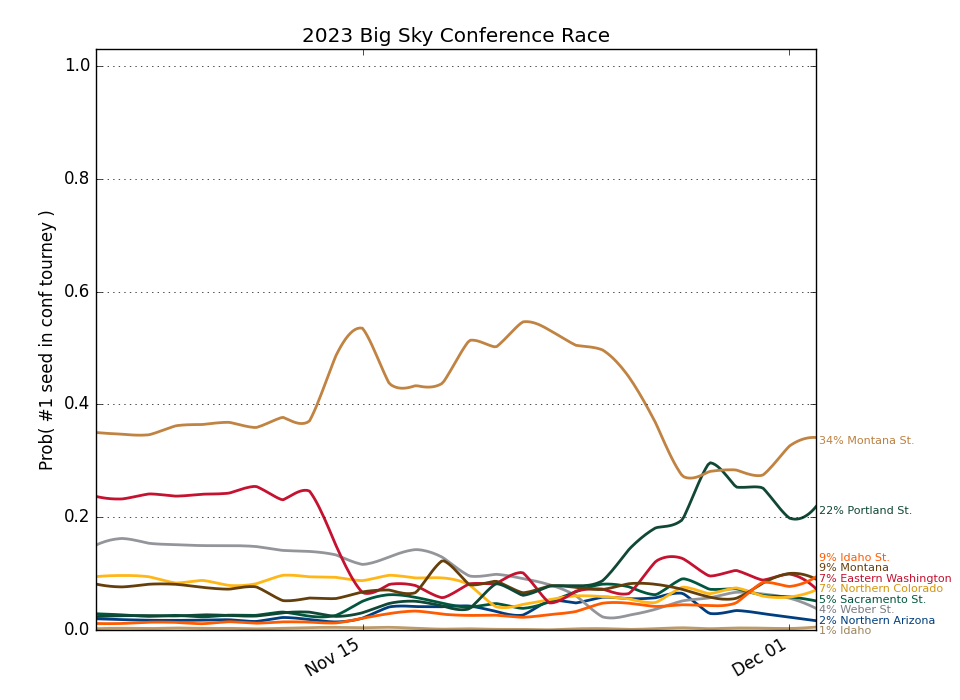 2023 Big Sky Conference Race
Prob( #1 seed in conf tourney )
1.0
0.8
0.6
0.4
0.2
0.0
Nov 15
Dec 01
34% Montana St.
22% Portland St.
9% Idaho St.
9% Montana
7% Eastern Washington
7% Northern Colorado
5% Sacramento St.
4% Weber St.
2% Northern Arizona
1% Idaho